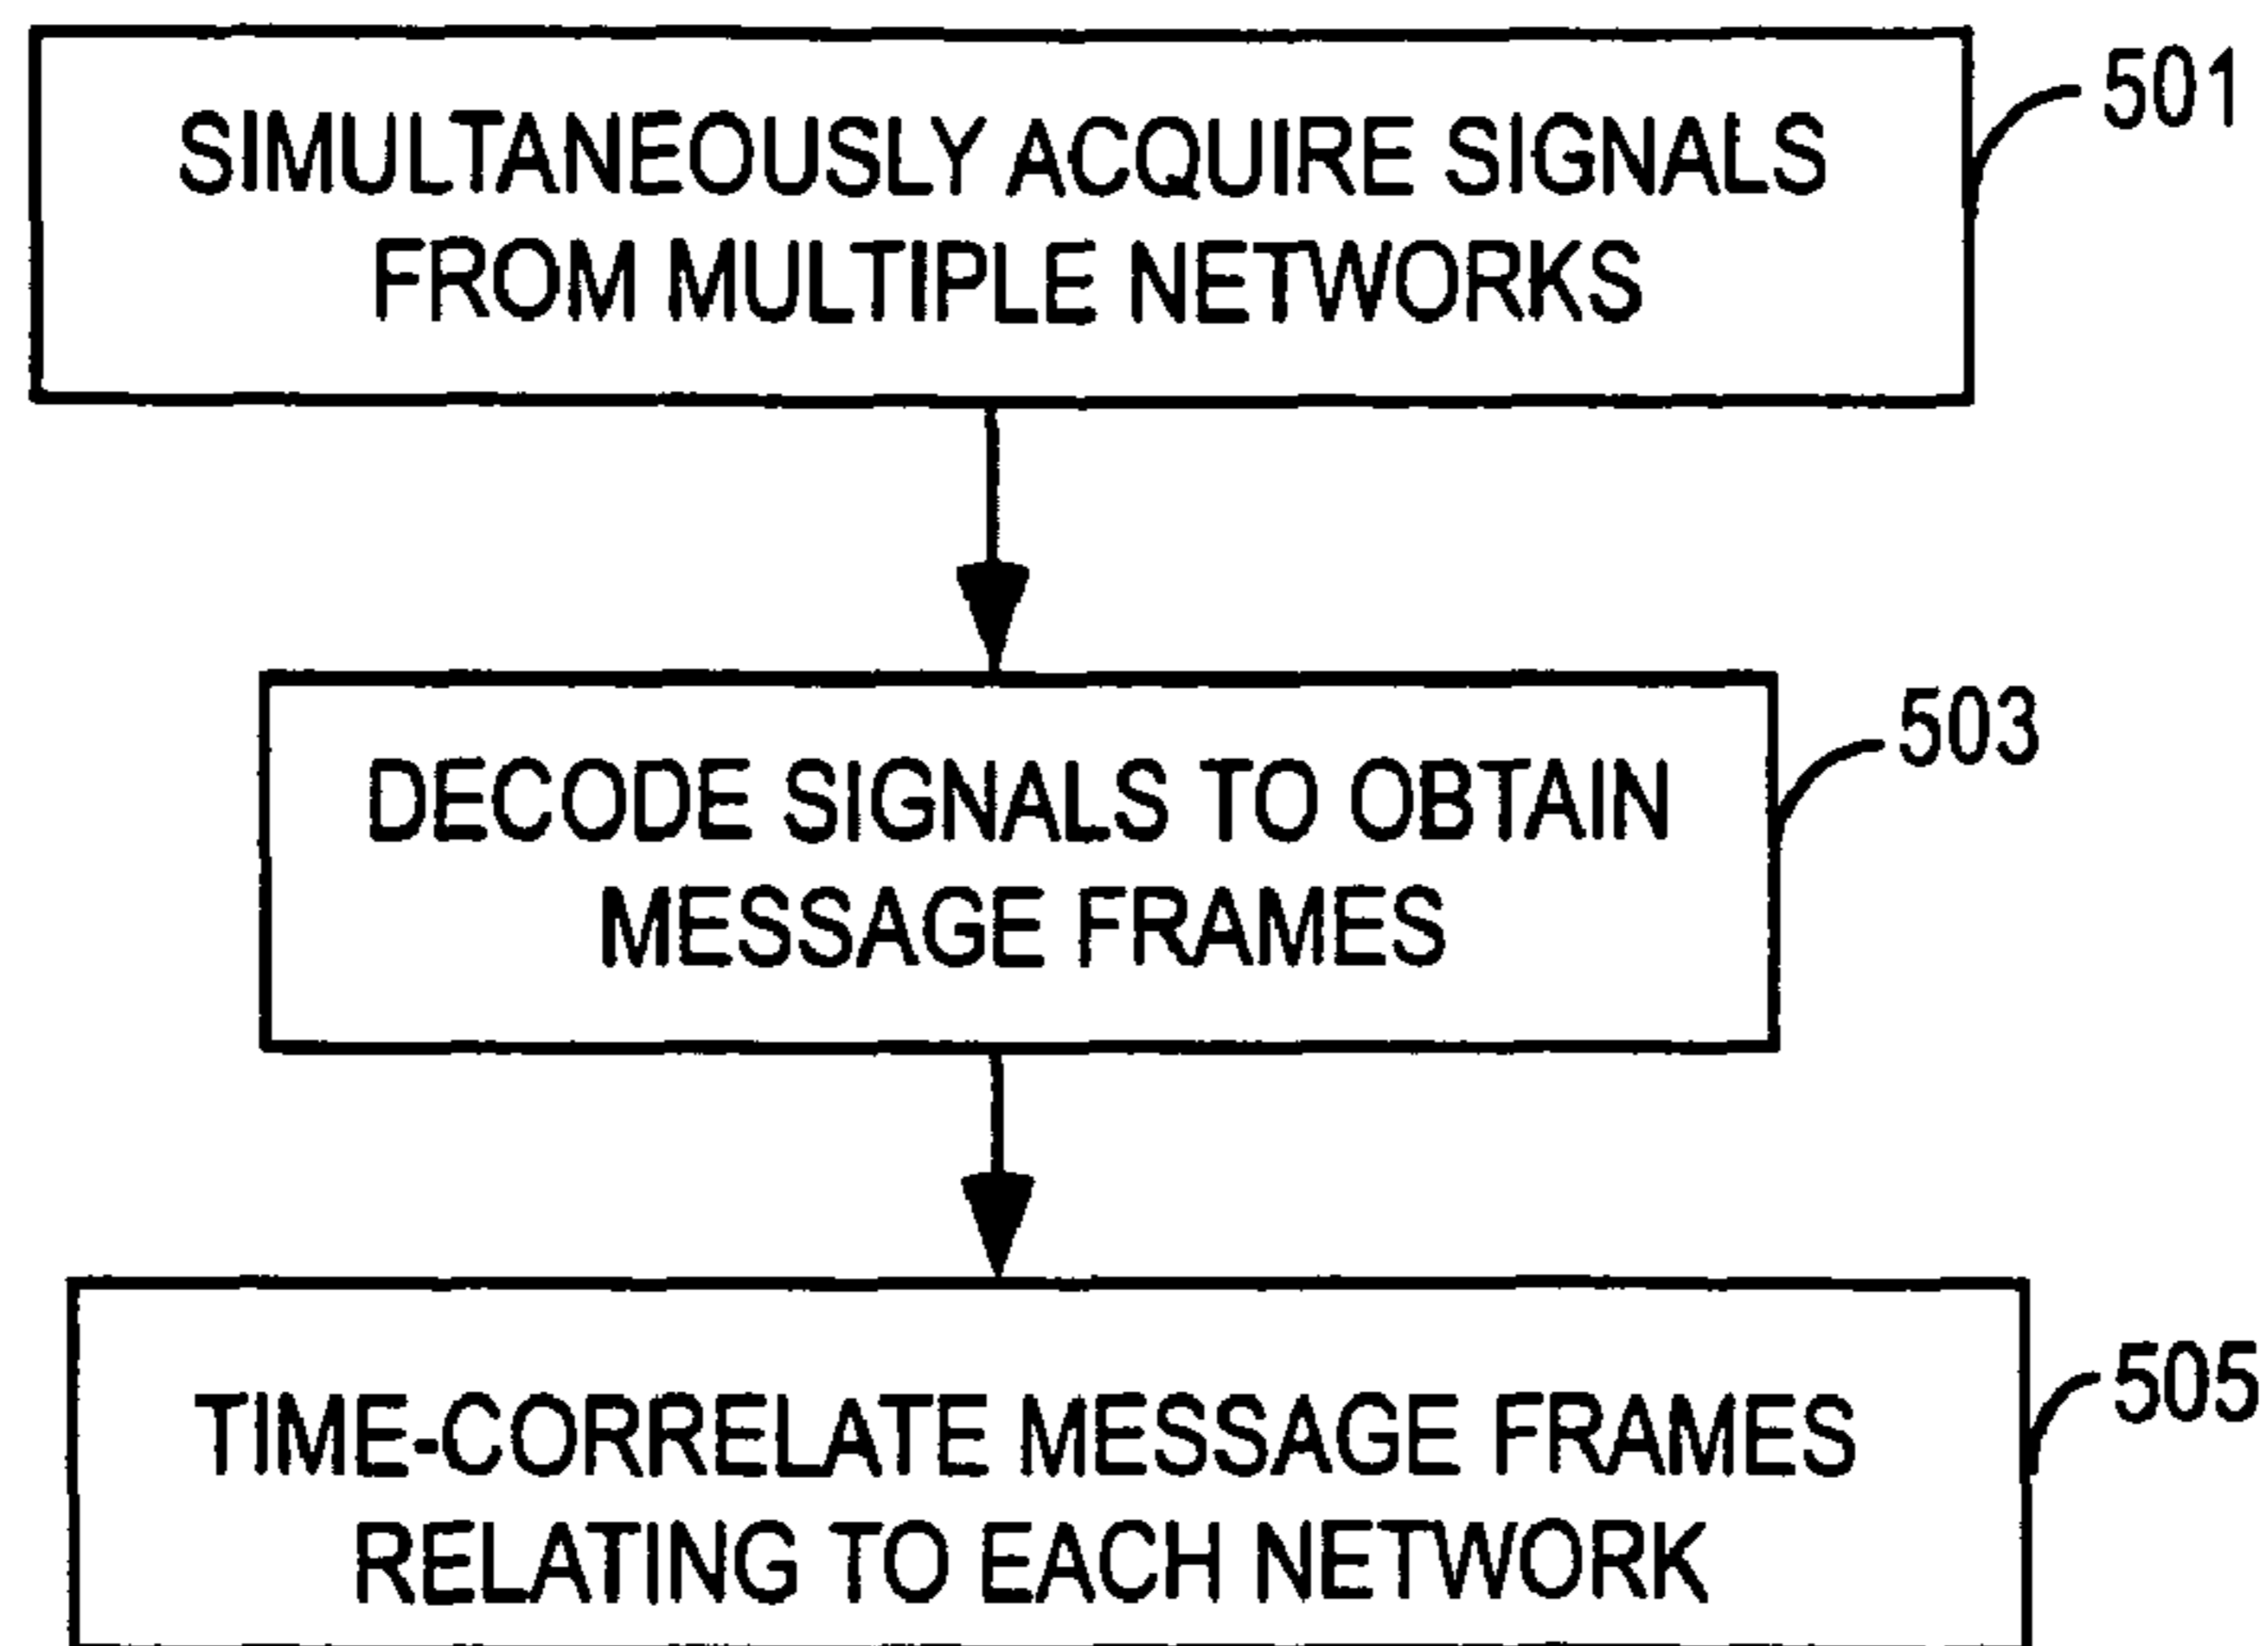 SIMULTANEOUSLY ACQUIRE SIGNALS
FROM MULTIPLE NETWORKS
501
DECODE SIGNALS TO OBTAIN
MESSAGE FRAMES
503
TIME-CORRELATE MESSAGE FRAMES
RELATING TO EACH NETWORK
505